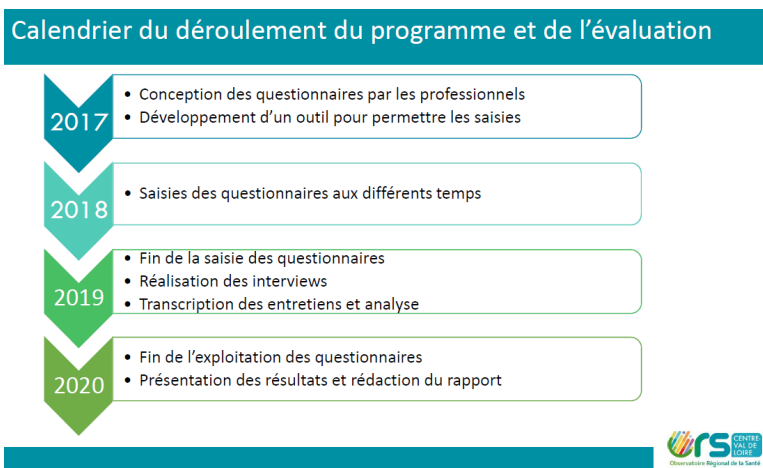 Calendrier du déroulement du programme et de l'évaluation
2017
• Conception des questionnaires par les professionnels
• Développement d'un outil pour permettre les saisies
2018
• Saisies des questionnaires aux différents temps
2019
• Fin de la saisie des questionnaires
• Réalisation des interviews
• Transcription des entretiens et analyse
2020
• Fin de l'exploitation des questionnaires
• Présentation des résultats et rédaction du rapport
ORS
CENTRE-
VAL DE
LOIRE
Observatoire Régional de la Santé